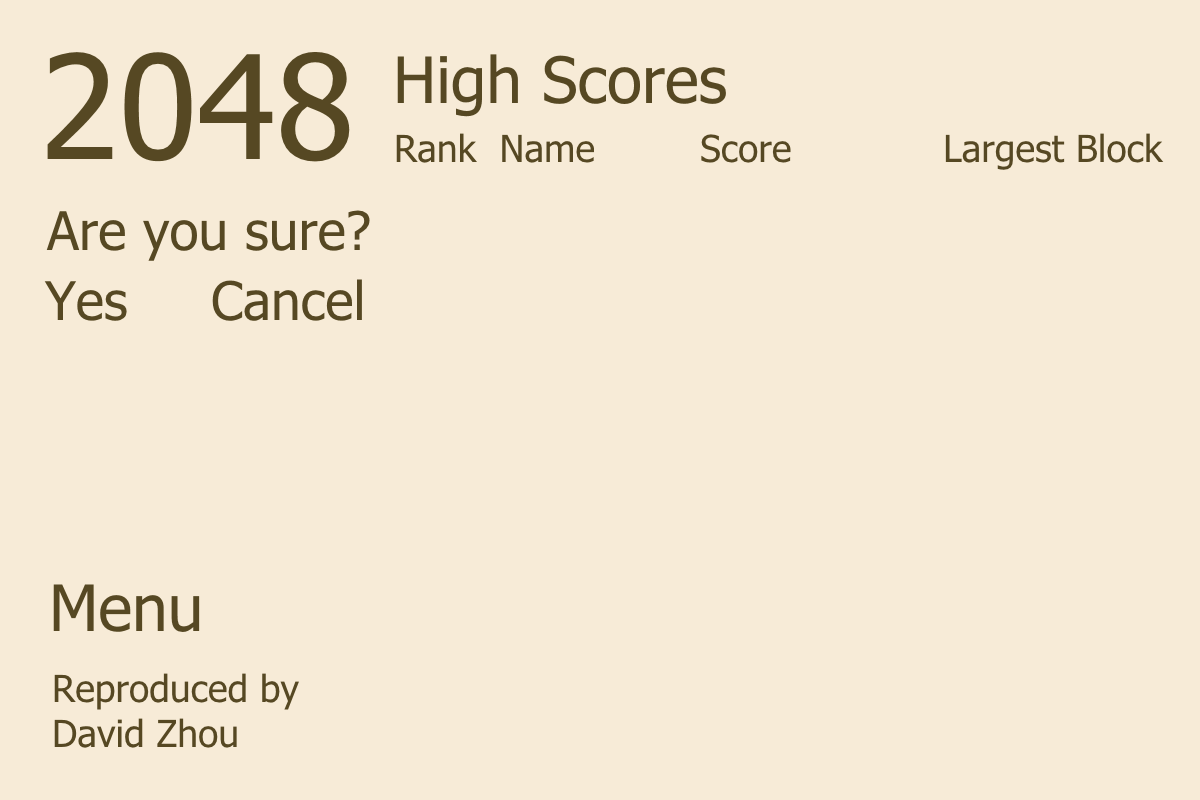 2048
High Scores
Rank Name Score Largest Block
Are you sure?
Yes Cancel
Menu
Reproduced by
David Zhou